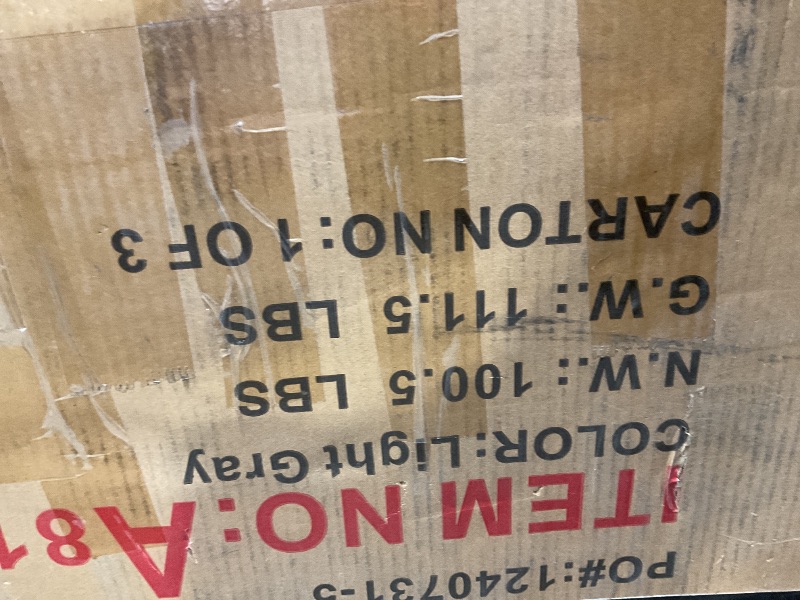 PO#:1240731-5
ITEM NO:A81
COLOR:Light Gray
N.W.: 100.5 LBS
G.W.: 111.5 LBS
CARTON NO:1 OF 3